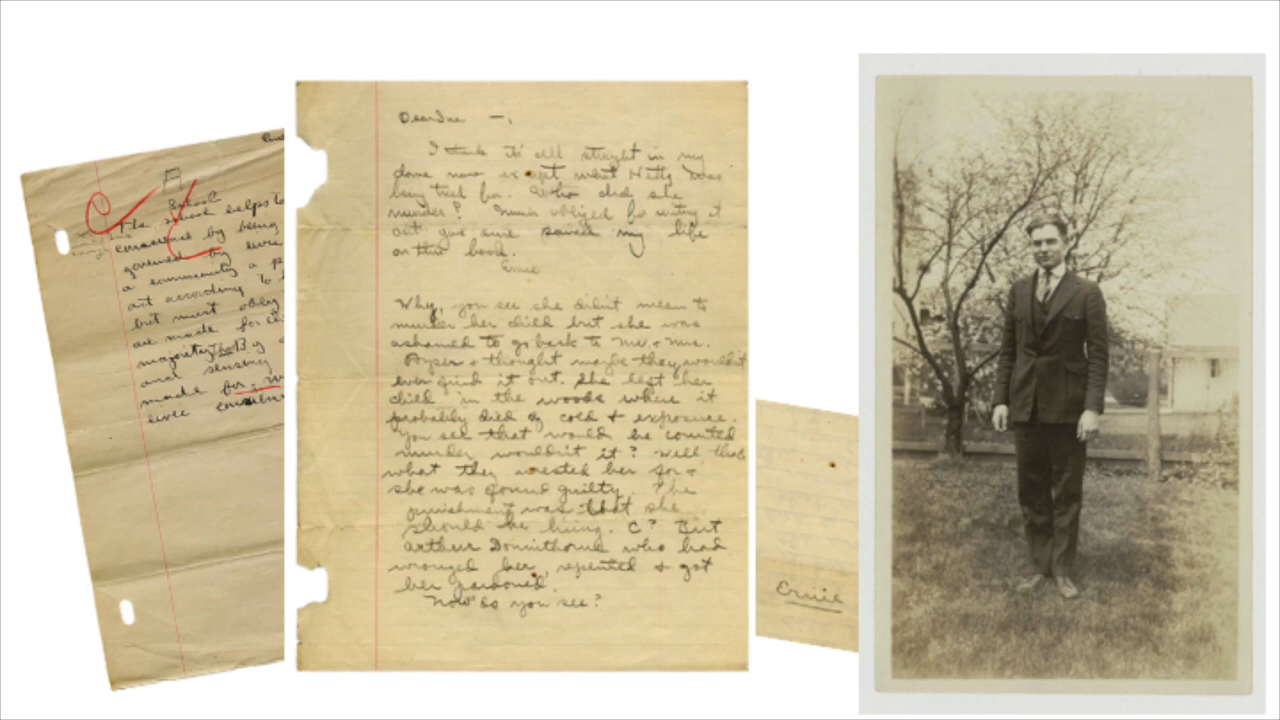 A
School
The school helps to
by being
governed by
a community a
act according to
but must obey
are made for
majority By
and
made for
Dear Sue —,
I think it's all straight in my
dome now except what Hetty was
being tried for. Who did she
murder? Much obliged for writing it
out you sure saved my life
on this book.
Ernie
Why, you see she didn't mean to
murder her child but she was
ashamed to go back to Mr. & Mrs.
Poyser & thought maybe they wouldn't
ever find it out. She left her
child in the woods where it
probably died of cold & exposure.
You see that would be counted
murder wouldn't it? Well that's
what they arrested her for &
she was found guilty. The
punishment was that she
should be hung. C? But
Arthur Donnithorne who had
wronged her, repented & got
her pardoned.
Now do you see?
Ernie